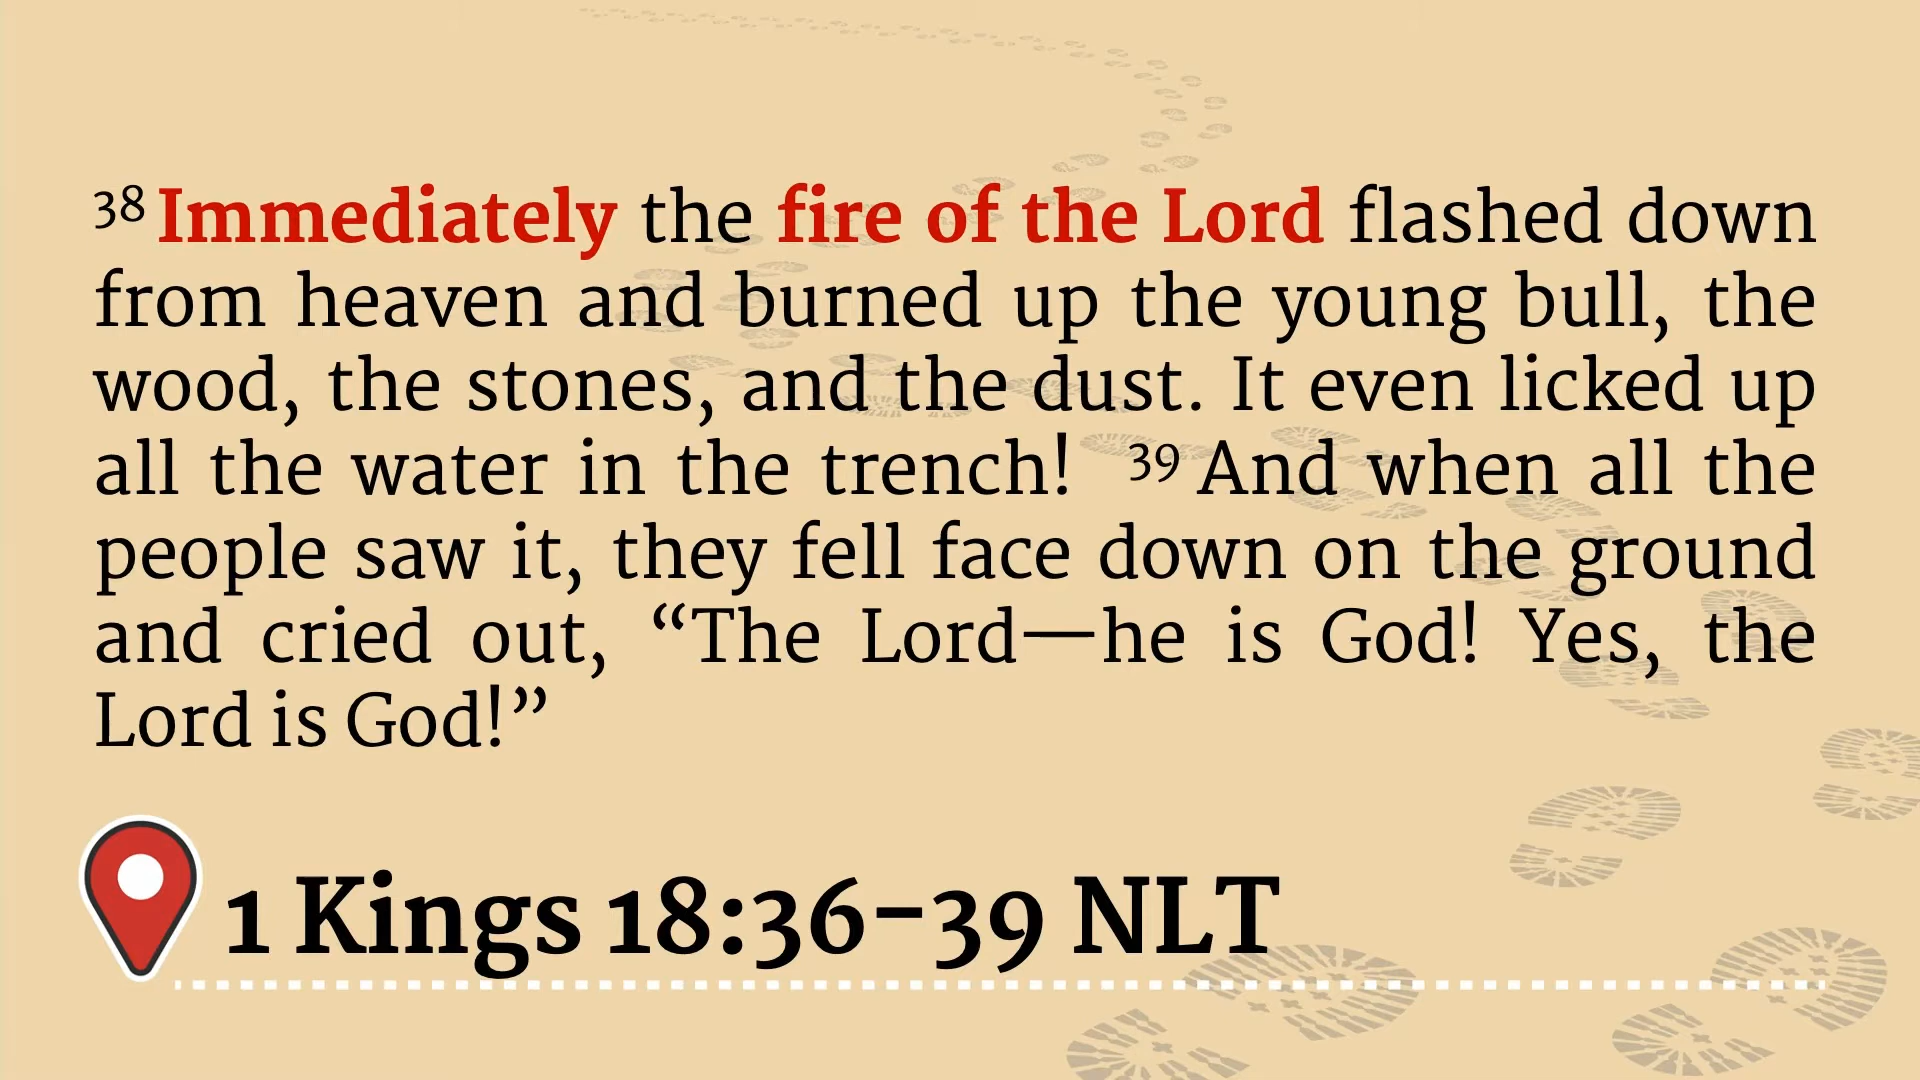 38 Immediately the fire of the Lord flashed down
from heaven and burned up the young bull, the
wood, the stones, and the dust. It even licked up
all the water in the trench! 39 And when all the
people saw it, they fell face down on the ground
and cried out, “The Lord—he is God! Yes, the
Lord is God!”
1 Kings 18:36–39 NLT